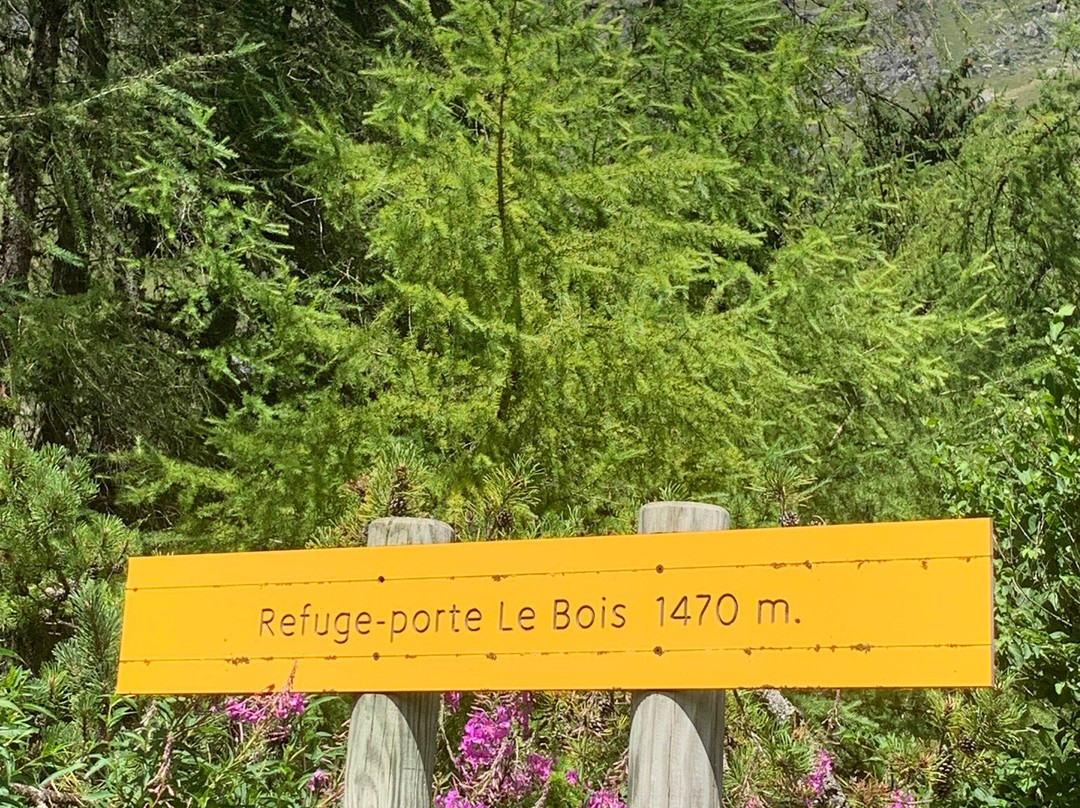 Refuge-porte Le Bois 1470 m.